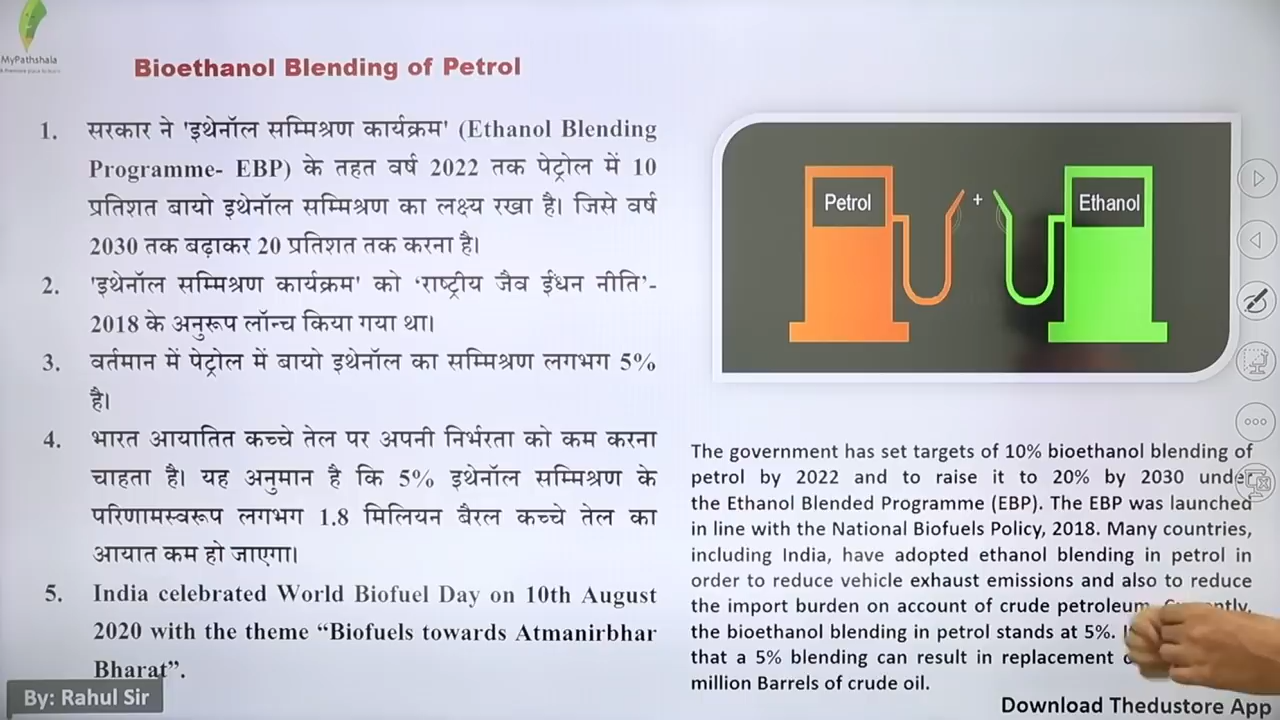 MyPathshala
Bioethanol Blending of Petrol
1. सरकार ने 'इथेनॉल सम्मिश्रण कार्यक्रम' (Ethanol Blending
Programme- EBP) के तहत वर्ष 2022 तक पेट्रोल में 10
प्रतिशत बायो इथेनॉल सम्मिश्रण का लक्ष्य रखा है। जिसे वर्ष
2030 तक बढ़ाकर 20 प्रतिशत तक करना है।
2. 'इथेनॉल सम्मिश्रण कार्यक्रम' को ‘राष्ट्रीय जैव ईंधन नीति’-
2018 के अनुरूप लॉन्च किया गया था।
3. वर्तमान में पेट्रोल में बायो इथेनॉल का सम्मिश्रण लगभग 5%
है।
4. भारत आयातित कच्चे तेल पर अपनी निर्भरता को कम करना
चाहता है। यह अनुमान है कि 5% इथेनॉल सम्मिश्रण के
परिणामस्वरूप लगभग 1.8 मिलियन बैरल कच्चे तेल का
आयात कम हो जाएगा।
5. India celebrated World Biofuel Day on 10th August
2020 with the theme “Biofuels towards Atmanirbhar
Bharat”.
By: Rahul Sir
Petrol + Ethanol
The government has set targets of 10% bioethanol blending of
petrol by 2022 and to raise it to 20% by 2030 under
the Ethanol Blended Programme (EBP). The EBP was launched
in line with the National Biofuels Policy, 2018. Many countries,
including India, have adopted ethanol blending in petrol in
order to reduce vehicle exhaust emissions and also to reduce
the import burden on account of crude petroleum.
the bioethanol blending in petrol stands at 5%.
that a 5% blending can result in replacement
million Barrels of crude oil.
Download Thedustore App